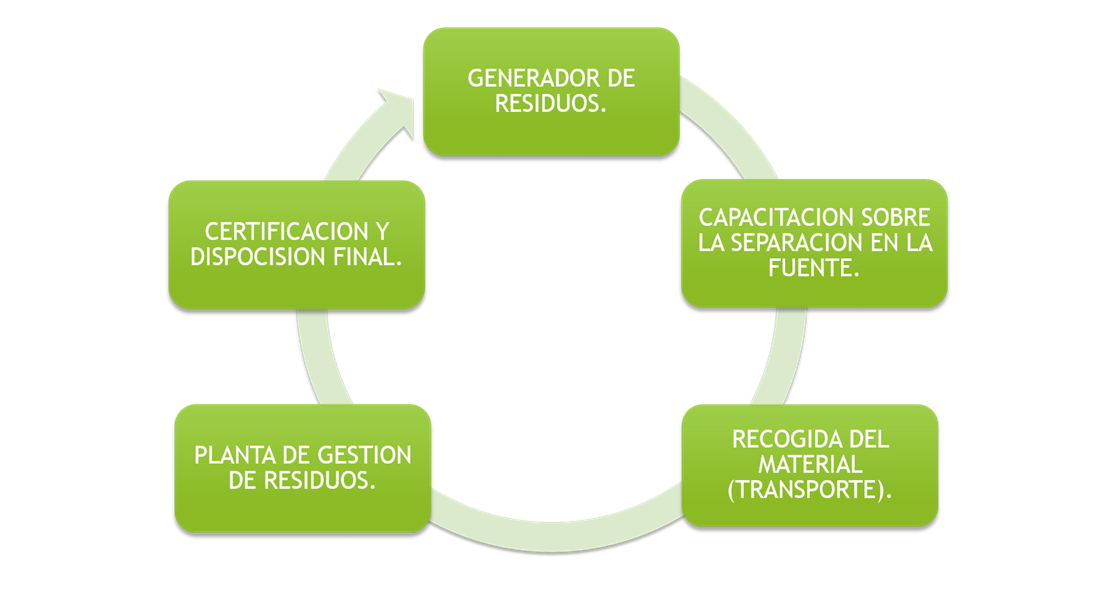 GENERADOR DE
RESIDUOS.
CAPACITACION SOBRE
LA SEPARACION EN LA
FUENTE.
RECOGIDA DEL
MATERIAL
(TRANSPORTE).
PLANTA DE GESTION
DE RESIDUOS.
CERTIFICACION Y
DISPOCISION FINAL.